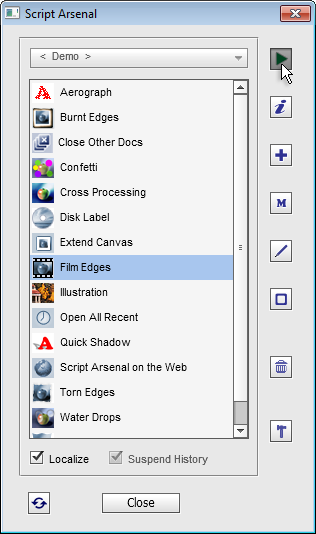 Script Arsenal
< Demo >
Aerograph
Burnt Edges
Close Other Docs
Confetti
Cross Processing
Disk Label
Extend Canvas
Film Edges
Illustration
Open All Recent
Quick Shadow
Script Arsenal on the Web
Torn Edges
Water Drops
M
Localize
Suspend History
Close